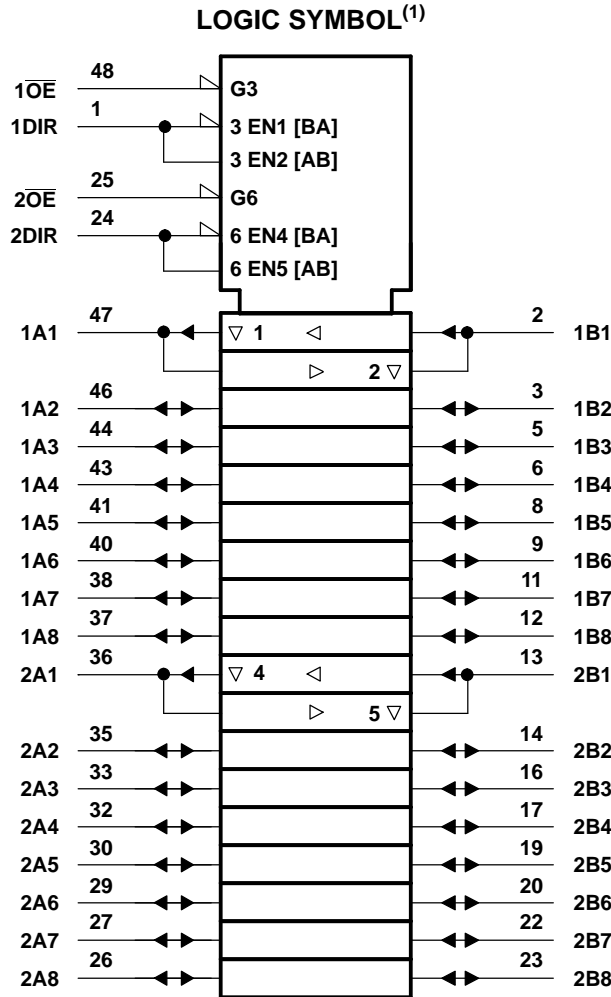 LOGIC SYMBOL(1)
1OE 48 G3
1DIR 1 3 EN1 [BA]
3 EN2 [AB]
2OE 25 G6
2DIR 24 6 EN4 [BA]
6 EN5 [AB]
1A1 47 1 2 1B1
2
1A2 46 3 1B2
1A3 44 5 1B3
1A4 43 6 1B4
1A5 41 8 1B5
1A6 40 9 1B6
1A7 38 11 1B7
1A8 37 12 1B8
2A1 36 4 13 2B1
5
2A2 35 14 2B2
2A3 33 16 2B3
2A4 32 17 2B4
2A5 30 19 2B5
2A6 29 20 2B6
2A7 27 22 2B7
2A8 26 23 2B8